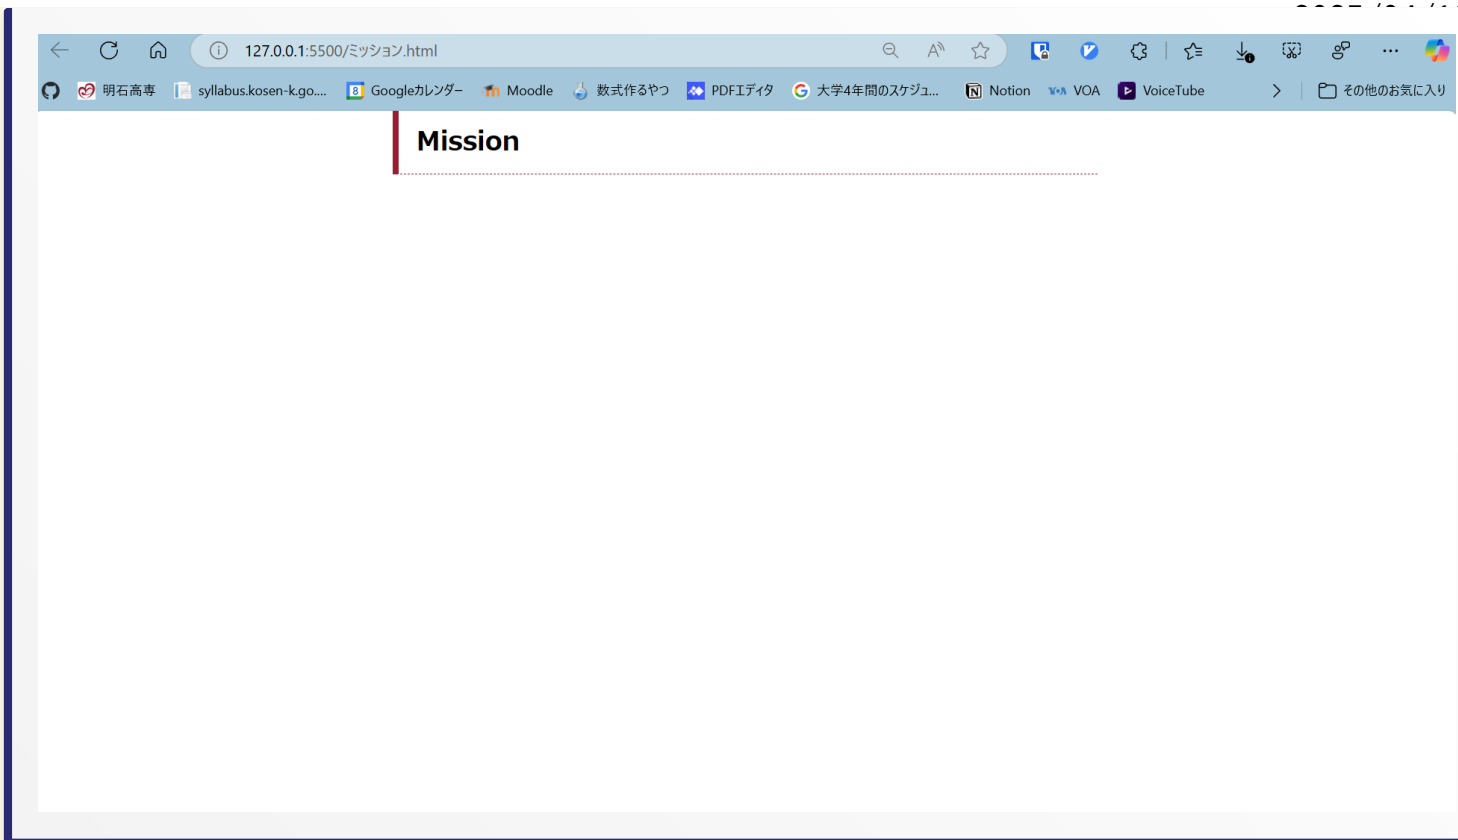 127.0.0.1:5500/ミッション.html
明石高専 syllabus.kosen-k.go.... Googleカレンダー Moodle 数式作るやつ PDFエディタ 大学4年間のスケジュ... Notion VOA VoiceTube その他のお気に入り
Mission